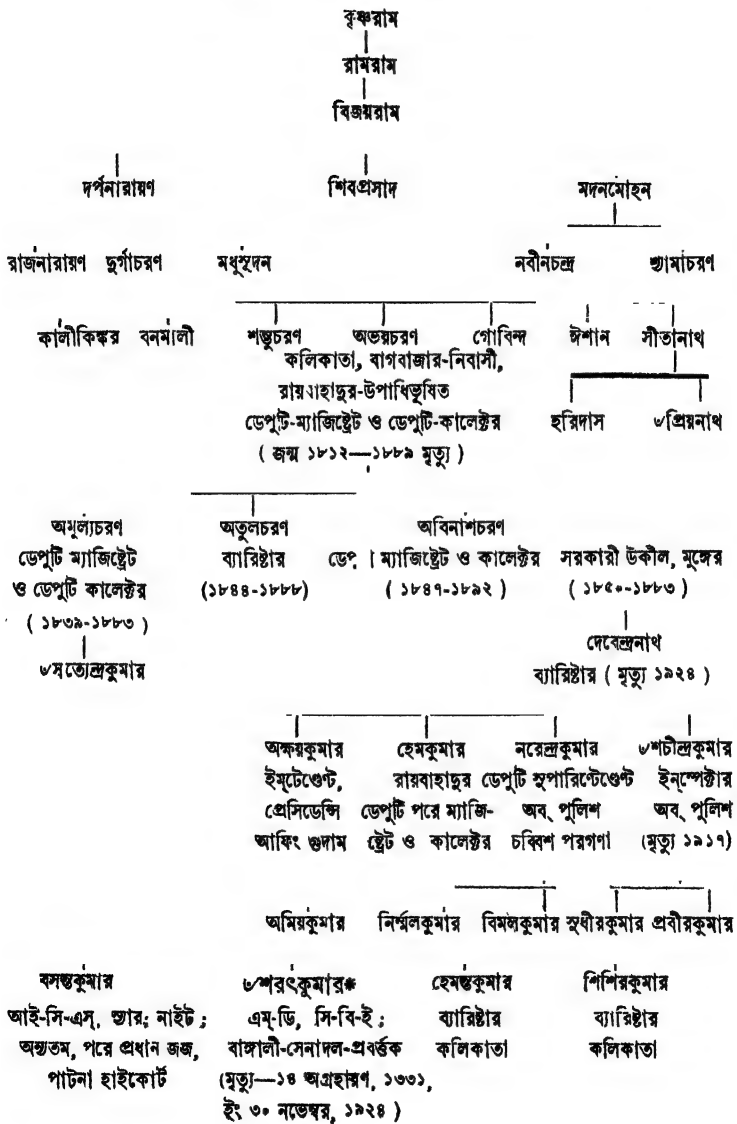 কৃষ্ণরাম
রামরাম
বিজয়রাম
দর্পনারায়ণ শিবপ্রসাদ মদনমোহন
রাজনারায়ণ দুর্গাচরণ মধুসূদন নবীনচন্দ্র শ্যামাচরণ
কালীকিঙ্কর বনমালী শম্ভুচরণ অভয়চরণ গোবিন্দ ঈশান সীতানাথ
কলিকাতা, বাগবাজার-নিবাসী,
রায়বাহাদুর-উপাধিভূষিত
ডেপুটি-ম্যাজিষ্ট্রেট ও ডেপুটি-কালেক্টর হরিদাস ৺প্রিয়নাথ
( জন্ম ১৮১২—১৮৮৯ মৃত্যু )
অমূল্যচরণ অতুলচরণ অবিনাশচরণ
ডেপুটি ম্যাজিষ্ট্রেট ব্যারিষ্টার ডেপু ম্যাজিষ্ট্রেট ও কালেক্টর সরকারী উকীল, মুঙ্গের
ও ডেপুটি কালেক্টর (১৮৪৪-১৮৮৮) ( ১৮৪৭-১৮৯২ ) ( ১৮৫০-১৮৮৩ )
( ১৮৩৯-১৮৮৩ )
দেবেন্দ্রনাথ
৺সত্যেন্দ্রকুমার ব্যারিষ্টার ( মৃত্যু ১৯২৪ )
অক্ষয়কুমার হেমকুমার নরেন্দ্রকুমার ৺শচীন্দ্রকুমার
ইম্‌টেণ্ডেণ্ট, রায়বাহাদুর ডেপুটি সুপারিণ্টেণ্ডেণ্ট ইন্‌স্পেক্টার
প্রেসিডেন্সি ডেপুটি পরে ম্যাজি- অব্‌ পুলিশ অব্‌ পুলিশ
আফিং গুদাম ষ্ট্রেট ও কালেক্টর চব্বিশ পরগণা (মৃত্যু ১৯১৭)
অমিয়কুমার নির্ম্মলকুমার বিমলকুমার সুধীরকুমার প্রবীরকুমার
বসন্তকুমার ৺শরৎকুমার* হেমন্তকুমার শিশিরকুমার
আই-সি-এস্‌, স্যার; নাইট ; এম্‌-ডি, সি-বি-ই ; ব্যারিষ্টার ব্যারিষ্টার
অন্যতম, পরে প্রধান জজ, বাঙ্গালী-সেনাদল-প্রবর্ত্তক কলিকাতা কলিকাতা
পাটনা হাইকোর্ট (মৃত্যু—১৪ অগ্রহায়ণ, ১৩৩১,
ইং ৩০ নভেম্বর, ১৯২৪ )